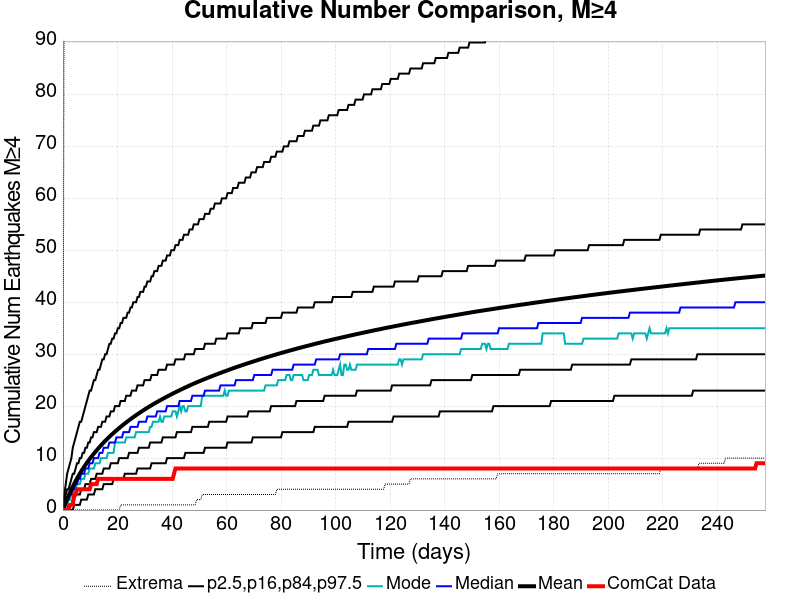 Cumulative Number Comparison, M≥4
Cumulative Num Earthquakes M≥4
90
80
70
60
50
40
30
20
10
0
0 20 40 60 80 100 120 140 160 180 200 220 240
Time (days)
Extrema p2.5,p16,p84,p97.5 Mode Median Mean ComCat Data